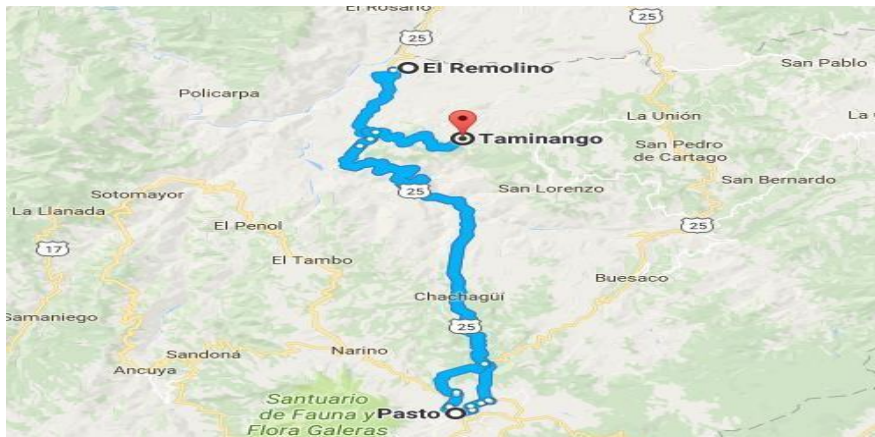 El Rosario
25
El Remolino
San Pablo
Policarpa
La Unión
La C
Taminango
San Pedro
de Cartago
San Bernardo
Sotomayor
25
San Lorenzo
La Llanada
El Penol
25
17
El Tambo
Buesaco
Chachagüí
Samaniego
25
Sandoná
Narino
Ancuya
Santuario
de Fauna y
Flora Galeras
Pasto